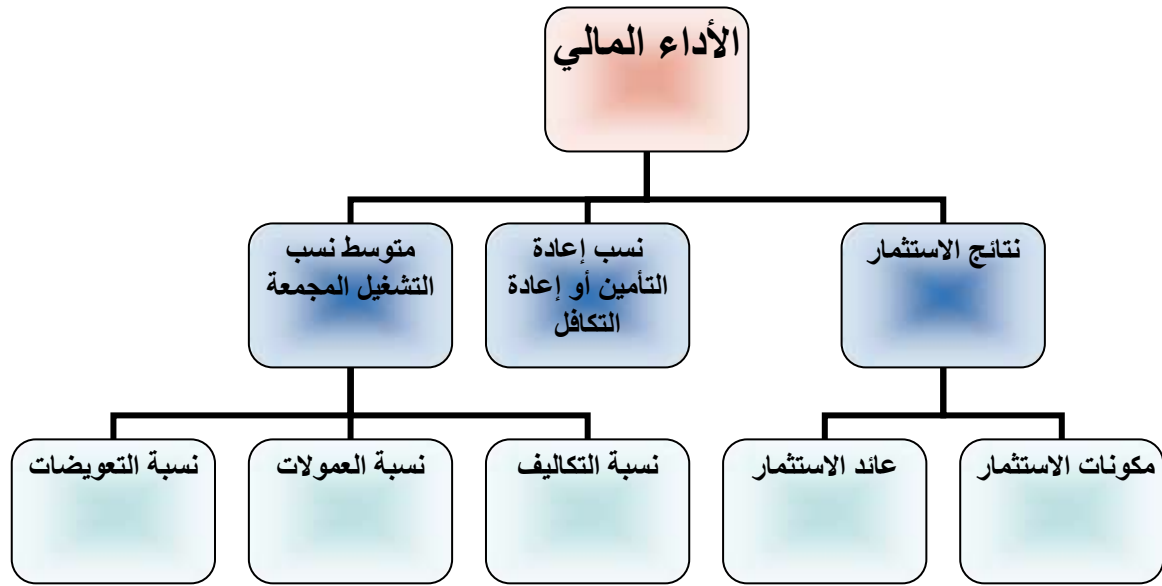 الأداء المالي
نتائج الاستثمار
نسب إعادة
التأمين أو إعادة
التكافل
متوسط نسب
التشغيل المجمعة
مكونات الاستثمار
عائد الاستثمار
نسبة التكاليف
نسبة العمولات
نسبة التعويضات